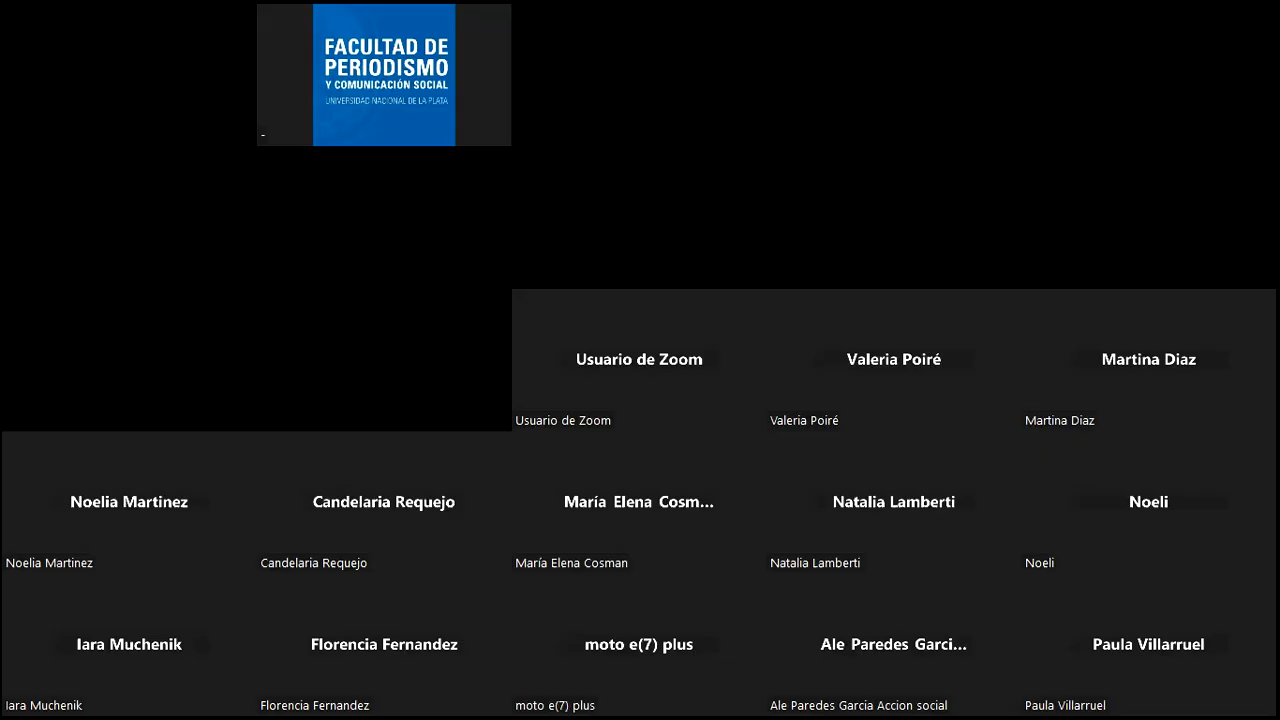 FACULTAD DE
PERIODISMO
Y COMUNICACIÓN SOCIAL
UNIVERSIDAD NACIONAL DE LA PLATA
-
Usuario de Zoom
Usuario de Zoom
Valeria Poiré
Valeria Poiré
Martina Diaz
Martina Diaz
Noelia Martinez
Noelia Martinez
Candelaria Requejo
Candelaria Requejo
María Elena Cosm...
María Elena Cosman
Natalia Lamberti
Natalia Lamberti
Noeli
Noeli
Iara Muchenik
Iara Muchenik
Florencia Fernandez
Florencia Fernandez
moto e(7) plus
moto e(7) plus
Ale Paredes Garci...
Ale Paredes Garcia Accion social
Paula Villarruel
Paula Villarruel